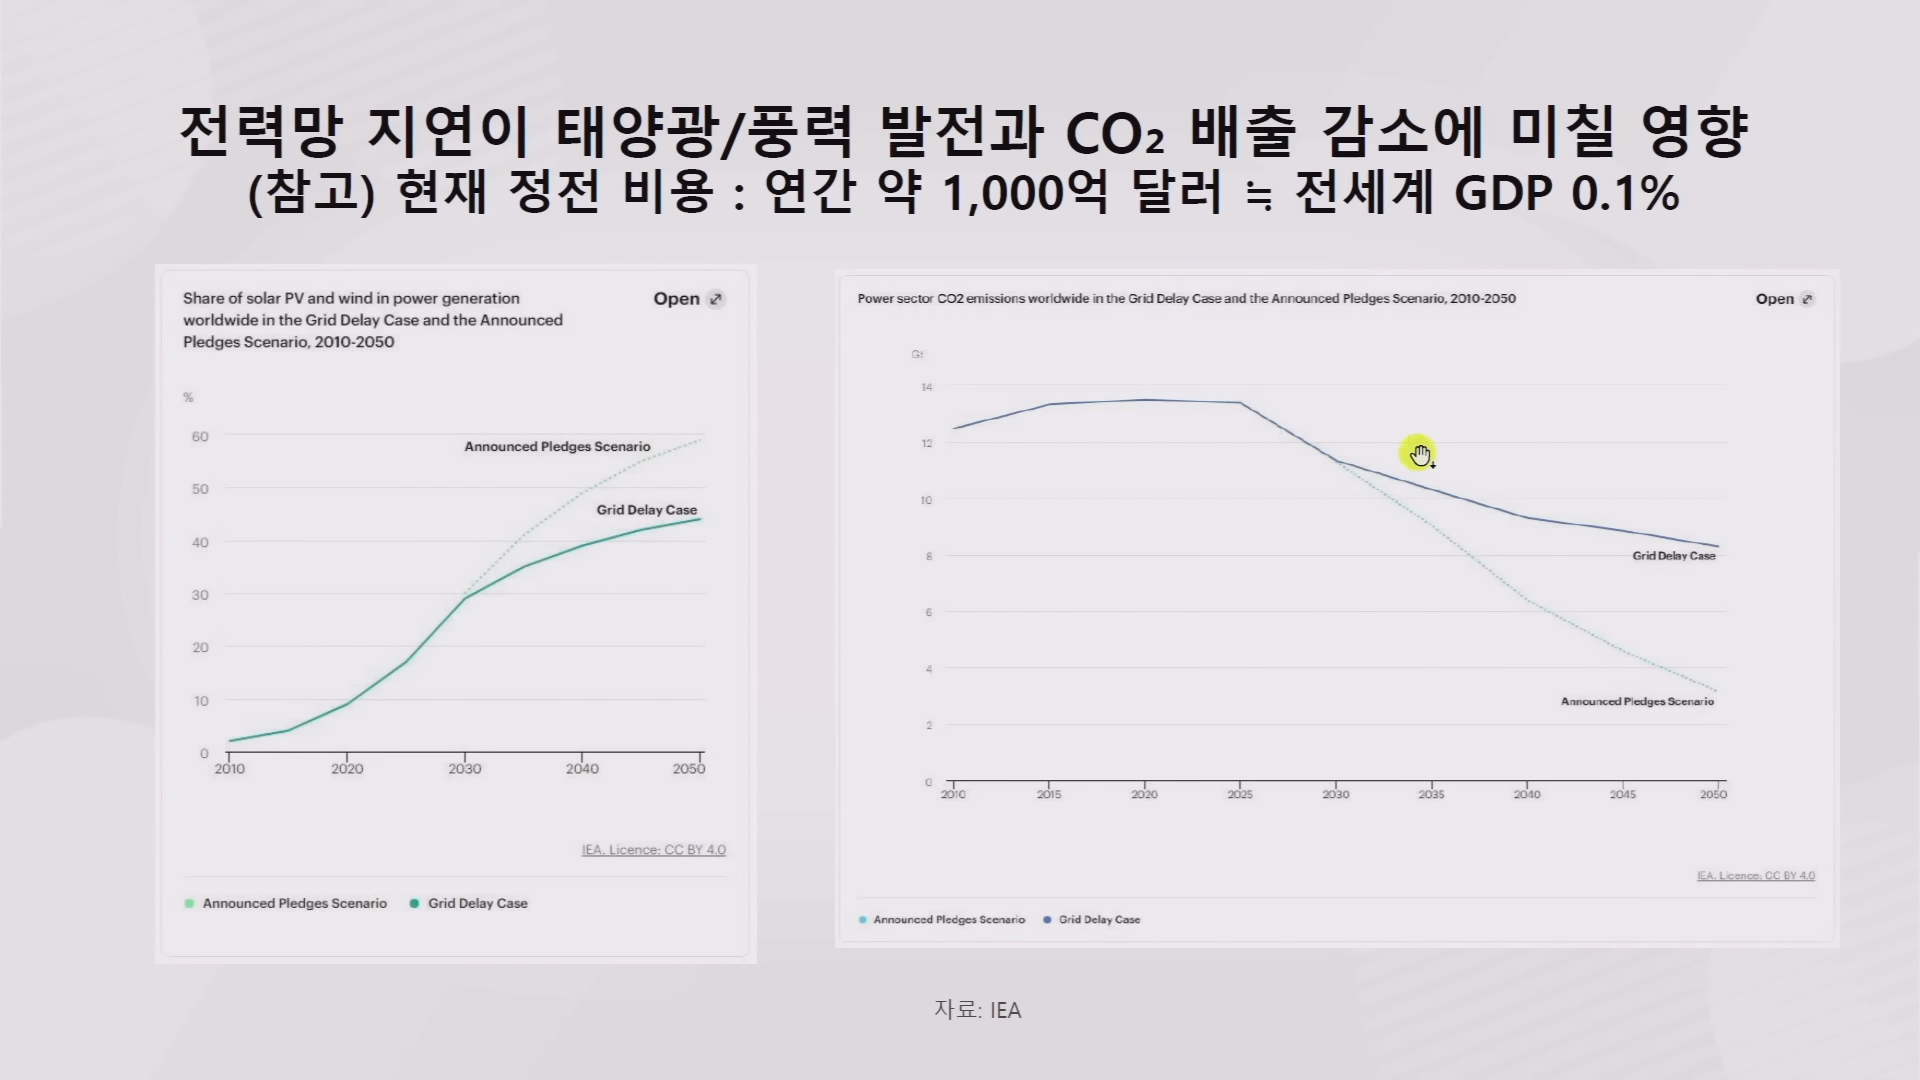 전력망 지연이 태양광/풍력 발전과 CO₂ 배출 감소에 미칠 영향
(참고) 현재 정전 비용 : 연간 약 1,000억 달러 ≒ 전세계 GDP 0.1%
Share of solar PV and wind in power generation
worldwide in the Grid Delay Case and the Announced
Pledges Scenario, 2010-2050
Open
%
60
50
40
30
20
10
0
Announced Pledges Scenario
Grid Delay Case
2010 2020 2030 2040 2050
IEA. Licence: CC BY 4.0
Announced Pledges Scenario Grid Delay Case
Power sector CO2 emissions worldwide in the Grid Delay Case and the Announced Pledges Scenario, 2010-2050
Open
Gt
14
12
10
8
6
4
2
0
Grid Delay Case
Announced Pledges Scenario
2010 2015 2020 2025 2030 2035 2040 2045 2050
IEA. Licence: CC BY 4.0
Announced Pledges Scenario Grid Delay Case
자료: IEA